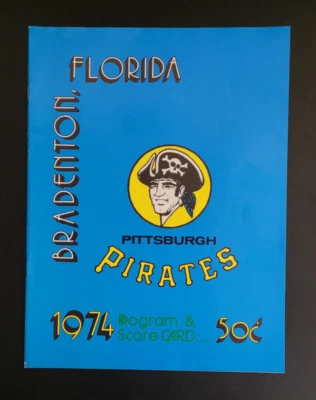 BRADENTON, FLORIDA
PITTSBURGH
PIRATES
1974 Program & Score CARD.... 50¢